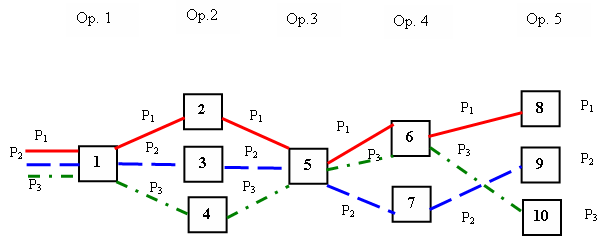 Op. 1 Op.2 Op.3 Op. 4 Op. 5
P1 P1 2 P1 P1 P1 8 P1
P2 1 P2 3 P2 5 P3 6 P3 9 P2
P3 P3 4 P3 P2 7 P2 10 P3